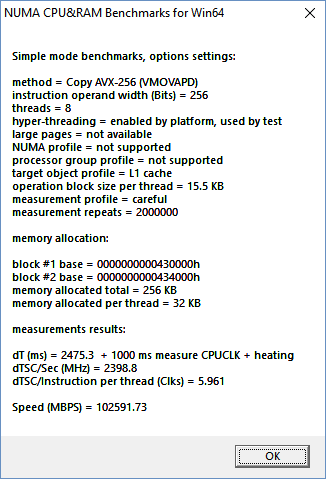 NUMA CPU&RAM Benchmarks for Win64
Simple mode benchmarks, options settings:
method = Copy AVX-256 (VMOVAPD)
instruction operand width (Bits) = 256
threads = 8
hyper-threading = enabled by platform, used by test
large pages = not available
NUMA profile = not supported
processor group profile = not supported
target object profile = L1 cache
operation block size per thread = 15.5 KB
measurement profile = careful
measurement repeats = 2000000
memory allocation:
block #1 base = 0000000000430000h
block #2 base = 0000000000434000h
memory allocated total = 256 KB
memory allocated per thread = 32 KB
measurements results:
dT (ms) = 2475.3  + 1000 ms measure CPUCLK + heating
dTSC/Sec (MHz) = 2398.8
dTSC/Instruction per thread (Clks) = 5.961
Speed (MBPS) = 102591.73
OK